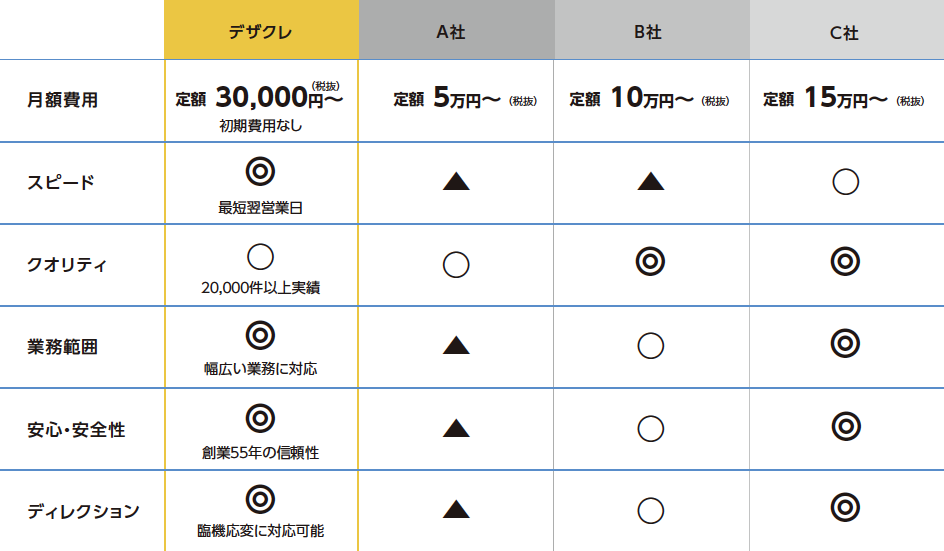 デザクレ A社 B社 C社
月額費用 定額 30,000円〜(税抜) 定額 5万円〜(税抜) 定額 10万円〜(税抜) 定額 15万円〜(税抜)
初期費用なし
スピード ◎ ▲ ▲ ○
最短翌営業日
クオリティ ○ ○ ◎ ◎
20,000件以上実績
業務範囲 ◎ ▲ ○ ◎
幅広い業務に対応
安心・安全性 ◎ ▲ ○ ◎
創業55年の信頼性
ディレクション ◎ ▲ ○ ◎
臨機応変に対応可能